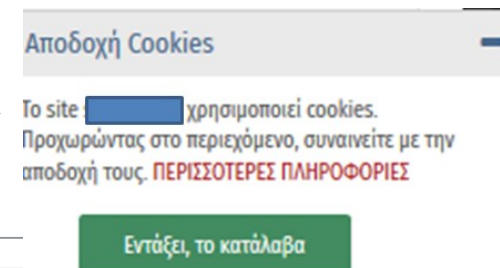 Αποδοχή Cookies
Το site χρησιμοποιεί cookies.
Προχωρώντας στο περιεχόμενο, συναινείτε με την
αποδοχή τους. ΠΕΡΙΣΣΟΤΕΡΕΣ ΠΛΗΡΟΦΟΡΙΕΣ
Εντάξει, το κατάλαβα